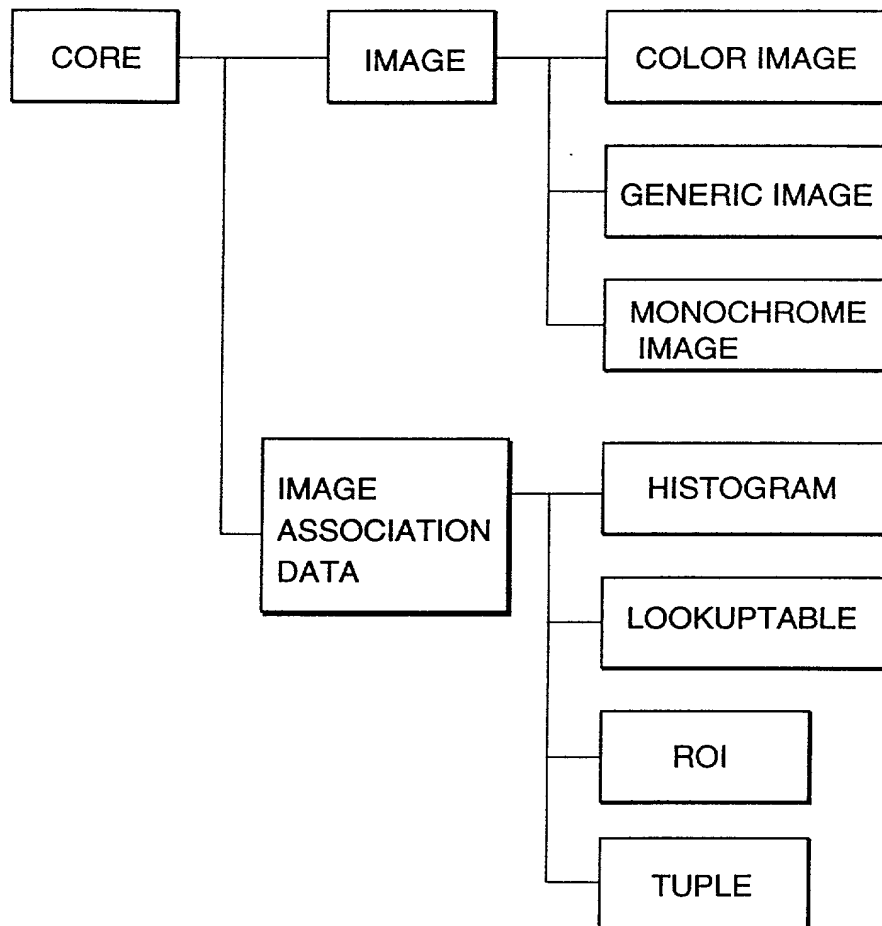 CORE
IMAGE
COLOR IMAGE
GENERIC IMAGE
MONOCHROME
IMAGE
IMAGE
ASSOCIATION
DATA
HISTOGRAM
LOOKUPTABLE
ROI
TUPLE